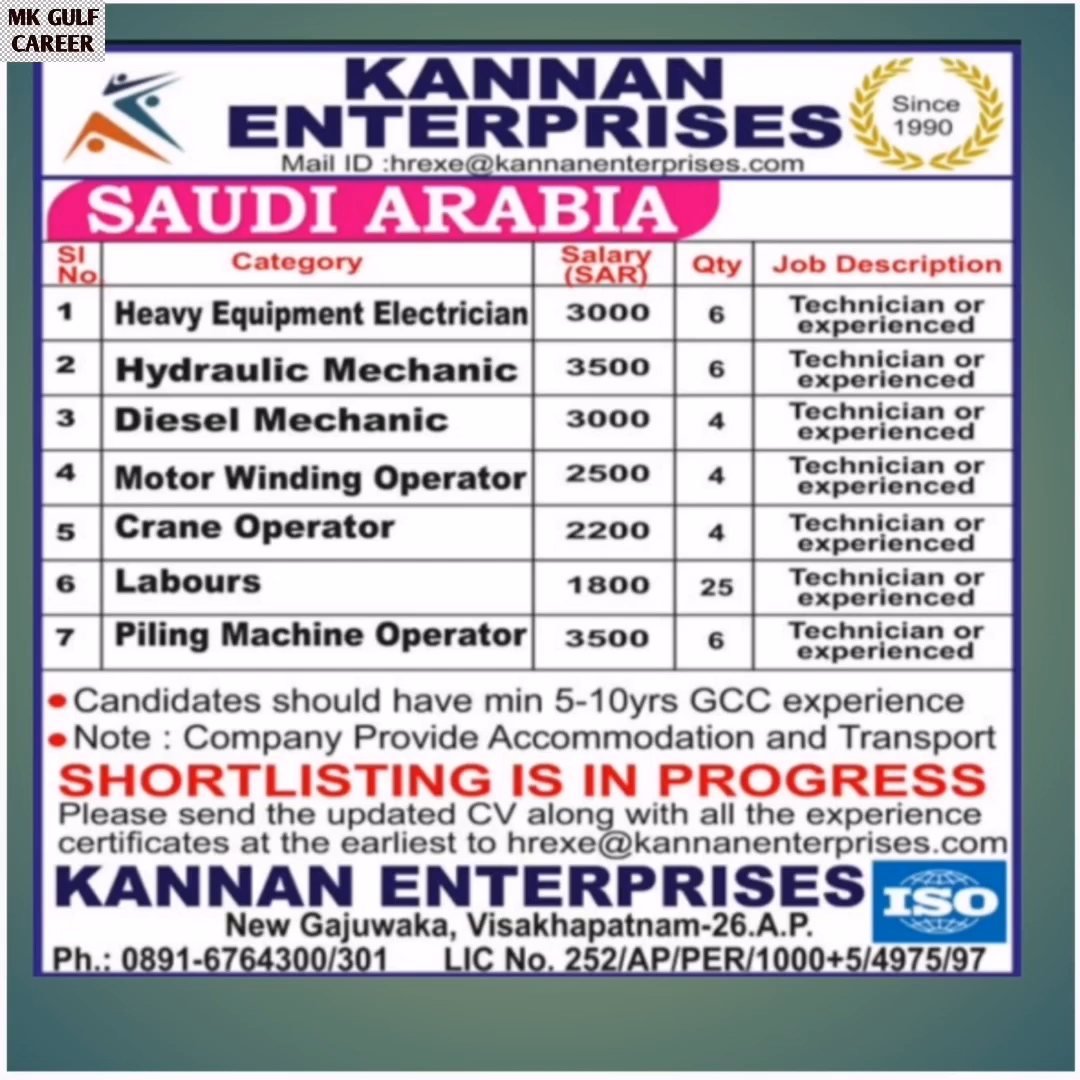 MK GULF
CAREER
KANNAN
ENTERPRISES
Since
1990
Mail ID :hrexe@kannanenterprises.com
SAUDI ARABIA
SI No. Category Salary (SAR) Qty Job Description
1 Heavy Equipment Electrician 3000 6 Technician or experienced
2 Hydraulic Mechanic 3500 6 Technician or experienced
3 Diesel Mechanic 3000 4 Technician or experienced
4 Motor Winding Operator 2500 4 Technician or experienced
5 Crane Operator 2200 4 Technician or experienced
6 Labours 1800 25 Technician or experienced
7 Piling Machine Operator 3500 6 Technician or experienced
• Candidates should have min 5-10yrs GCC experience
• Note : Company Provide Accommodation and Transport
SHORTLISTING IS IN PROGRESS
Please send the updated CV along with all the experience
certificates at the earliest to hrexe@kannanenterprises.com
KANNAN ENTERPRISES
ISO
New Gajuwaka, Visakhapatnam-26.A.P.
Ph.: 0891-6764300/301 LIC No. 252/AP/PER/1000+5/4975/97